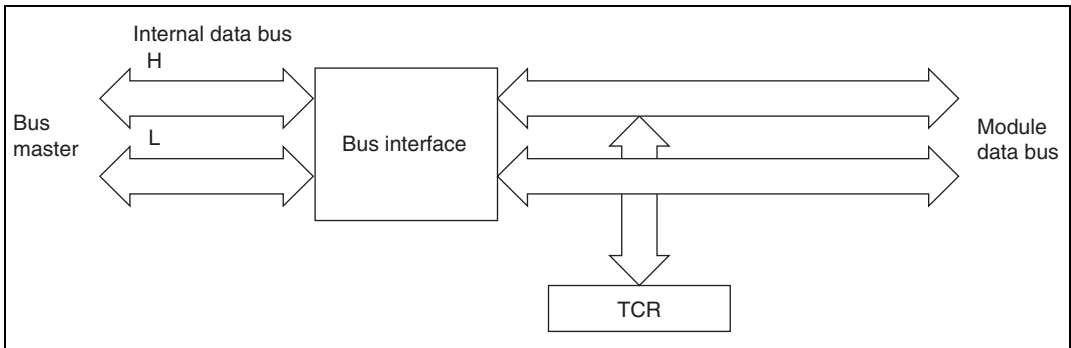 Internal data bus
H
Bus
master
L
Bus interface
Module
data bus
TCR